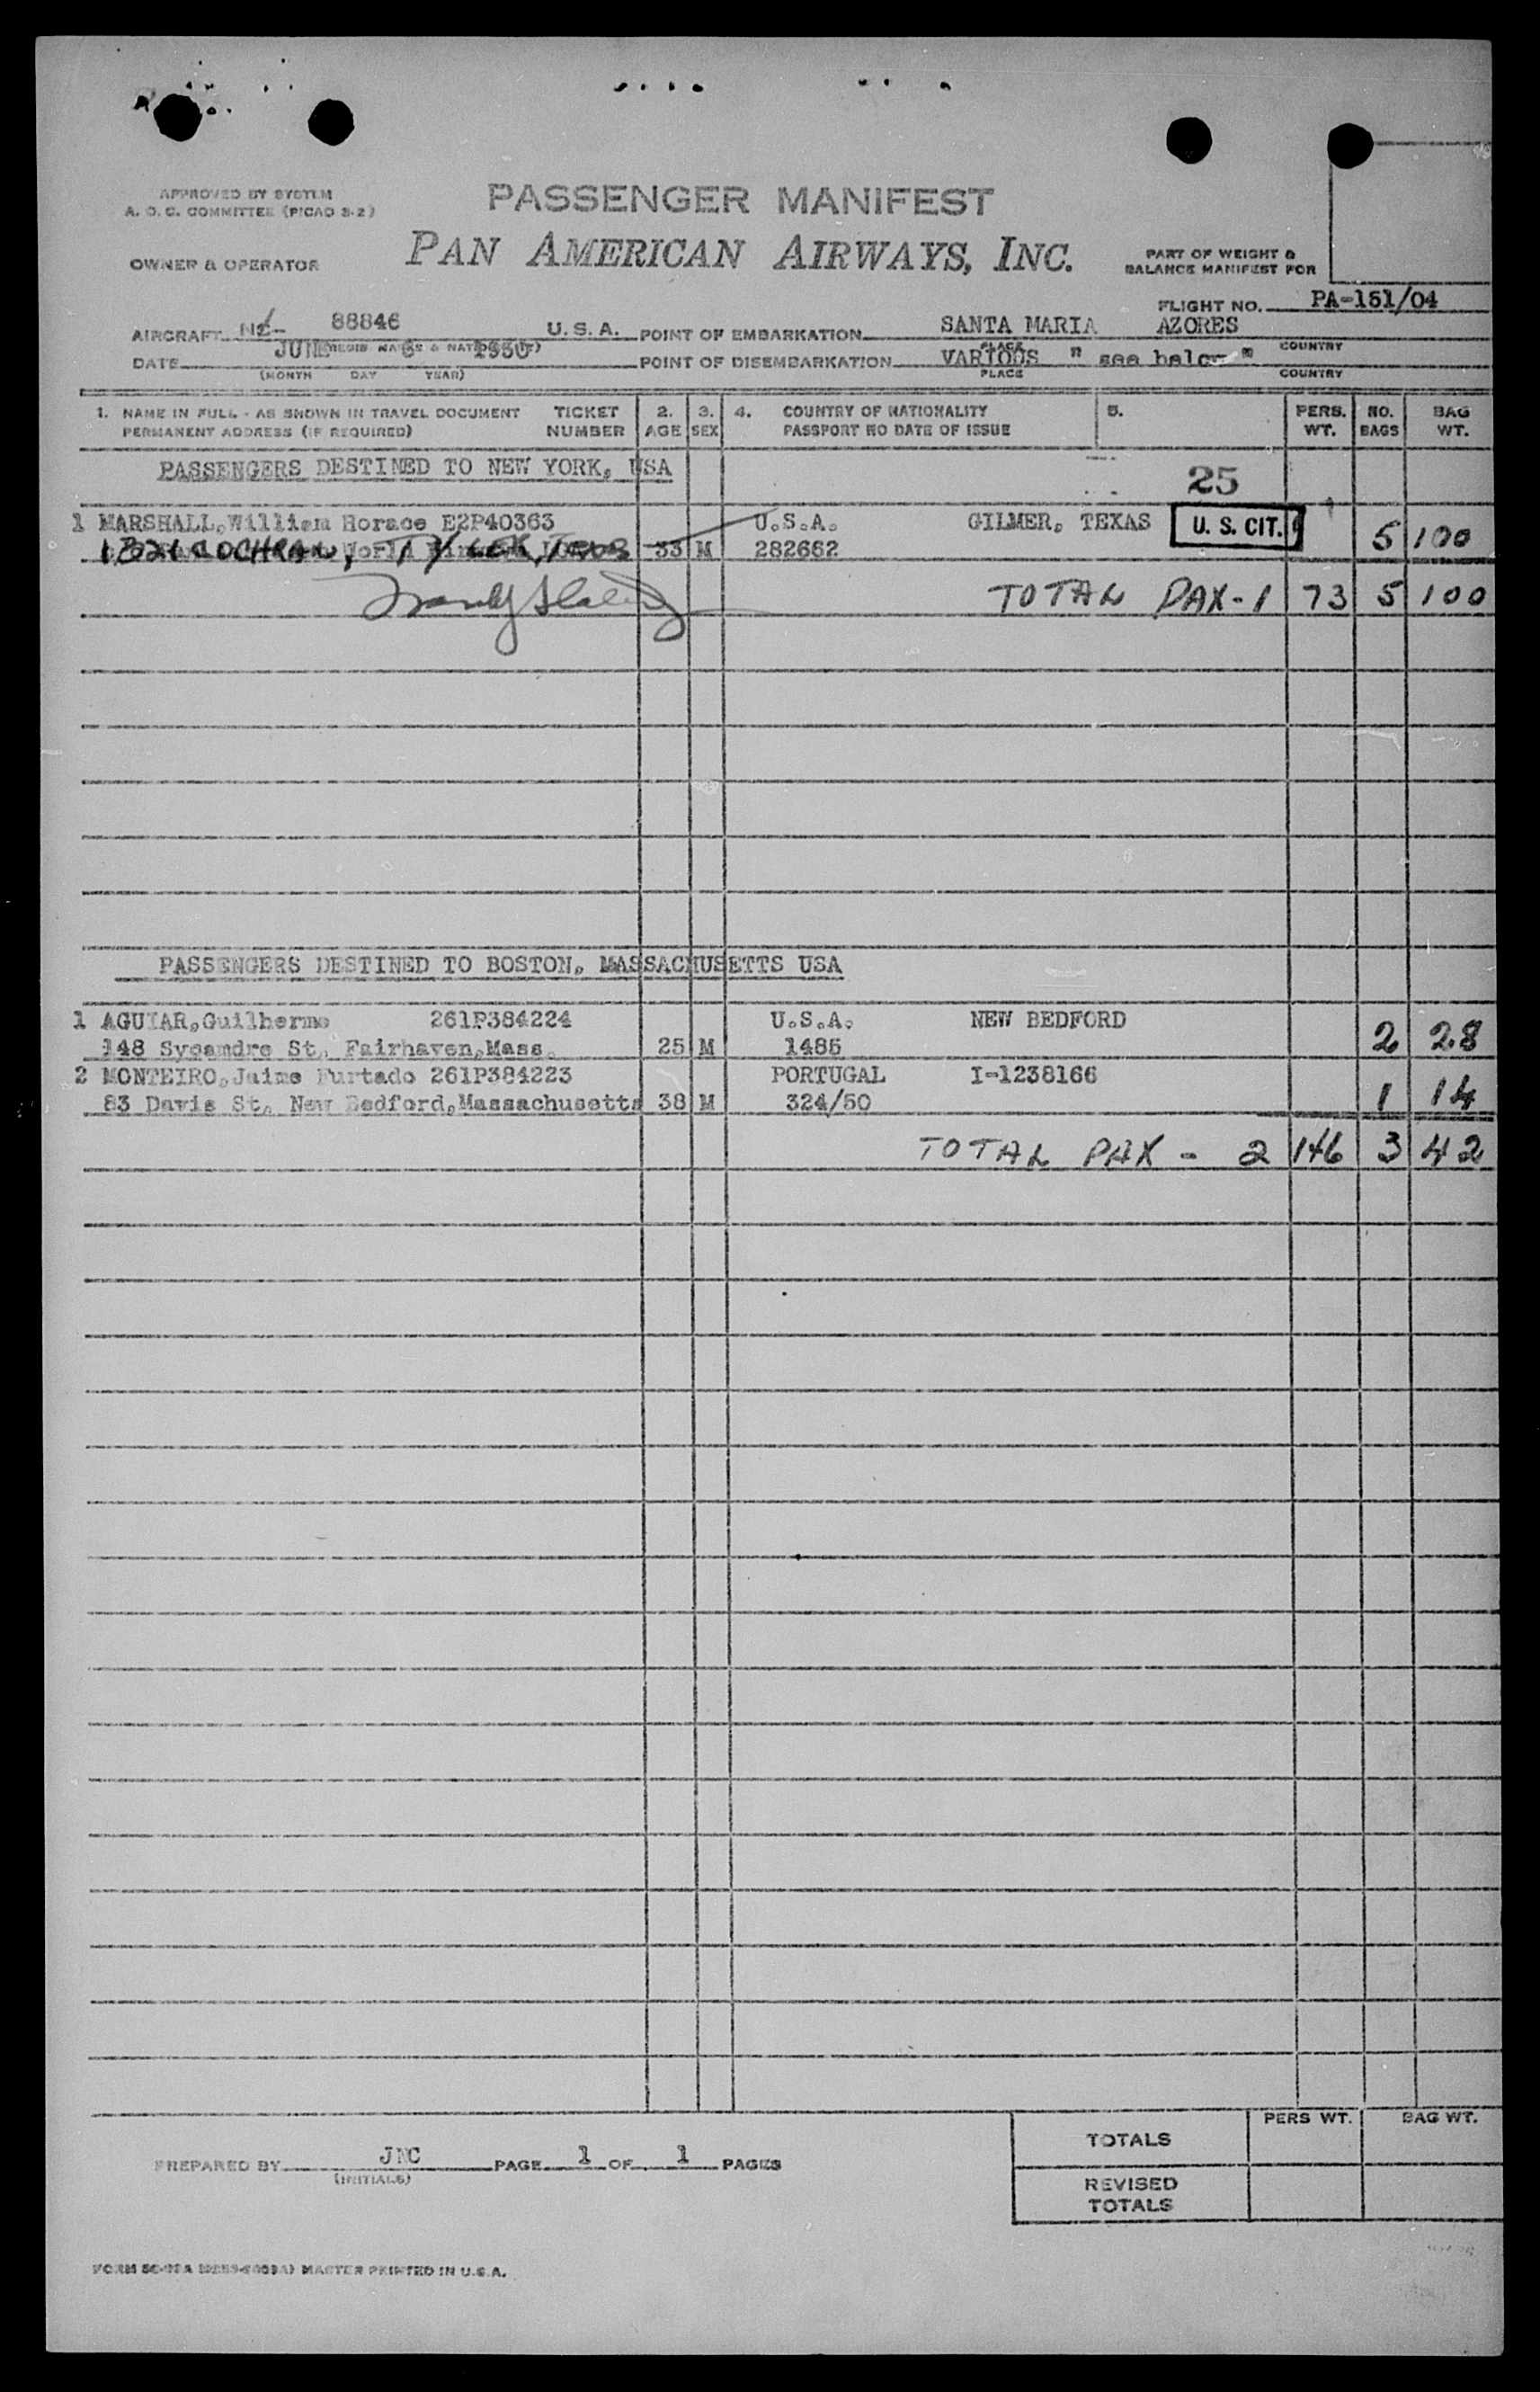 APPROVED BY SYSTEM
A. O. C. COMMITTEE (PICAO 3-2)
PASSENGER MANIFEST
OWNER & OPERATOR
PAN AMERICAN AIRWAYS, INC.
PART OF WEIGHT &
BALANCE MANIFEST FOR
FLIGHT NO. PA-151/04
AIRCRAFT 88846 U. S. A. POINT OF EMBARKATION SANTA MARIA AZORES
PLACE COUNTRY
DATE JUNE 1950 POINT OF DISEMBARKATION VARIOUS " see below "
(MONTH DAY YEAR) PLACE COUNTRY
1. NAME IN FULL - AS SHOWN IN TRAVEL DOCUMENT TICKET 2. 3. 4. COUNTRY OF NATIONALITY 5. PERS. NO. BAG
PERMANENT ADDRESS (IF REQUIRED) NUMBER AGE SEX PASSPORT NO DATE OF ISSUE WT. BAGS WT.
PASSENGERS DESTINED TO NEW YORK, USA
25
1 MARSHALL,William Horace E2P40363 U.S.A. GILMER, TEXAS U. S. CIT.
1321 COCHRAN, TYLER, TEXAS 33 M 282662 5 100
TOTAL PAX - 1 73 5 100
PASSENGERS DESTINED TO BOSTON, MASSACHUSETTS USA
1 AGUIAR,Guilherme 261P384224 U.S.A. NEW BEDFORD
148 Sycamdre St. Fairhaven,Mass. 25 M 1485 2 28
2 MONTEIRO,Jaime Furtado 261P384223 PORTUGAL I-1238166
83 Davis St. New Bedford,Massachusetts 38 M 324/50 1 14
TOTAL PAX - 2 146 3 42
PERS WT. BAG WT.
TOTALS
PREPARED BY JNC PAGE 1 OF 1 PAGES
(INITIALS)
REVISED
TOTALS
MASTER PRINTED IN U.S.A.